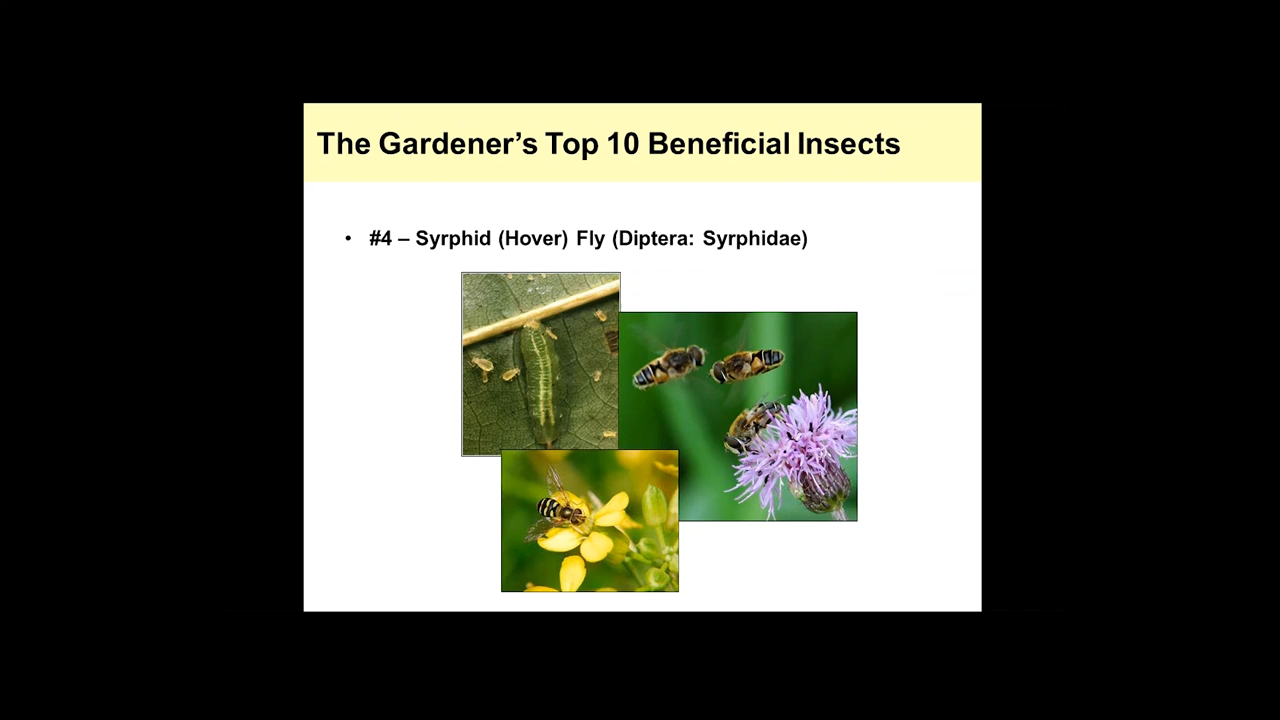 The Gardener’s Top 10 Beneficial Insects
• #4 – Syrphid (Hover) Fly (Diptera: Syrphidae)